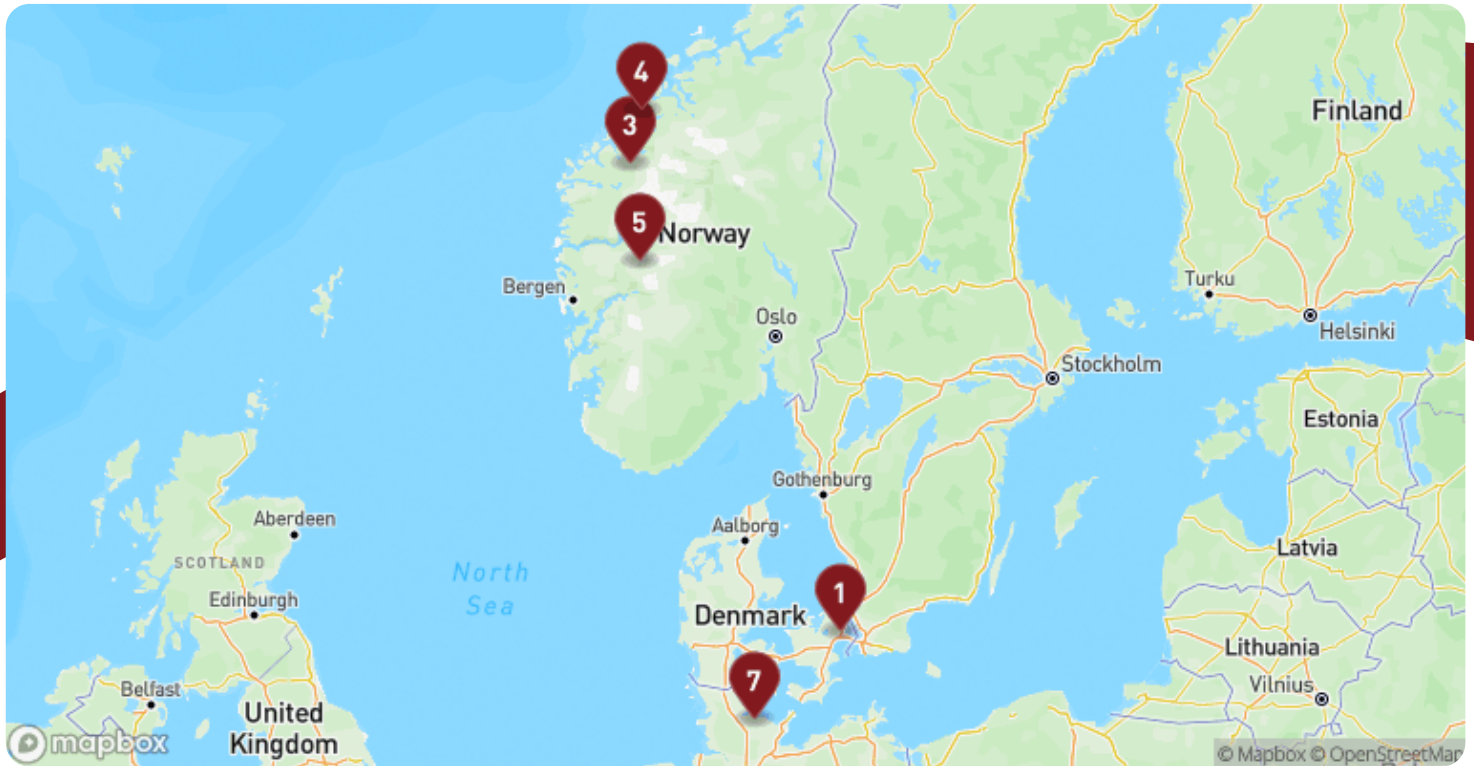 4
3
Finland
5
Norway
Turku
Bergen
Oslo
Helsinki
Stockholm
Estonia
Gothenburg
Aberdeen
Aalborg
Latvia
SCOTLAND
North
Sea
1
Edinburgh
Denmark
Lithuania
7
Belfast
Vilnius
United
Kingdom
mapbox
© Mapbox © OpenStreetMap